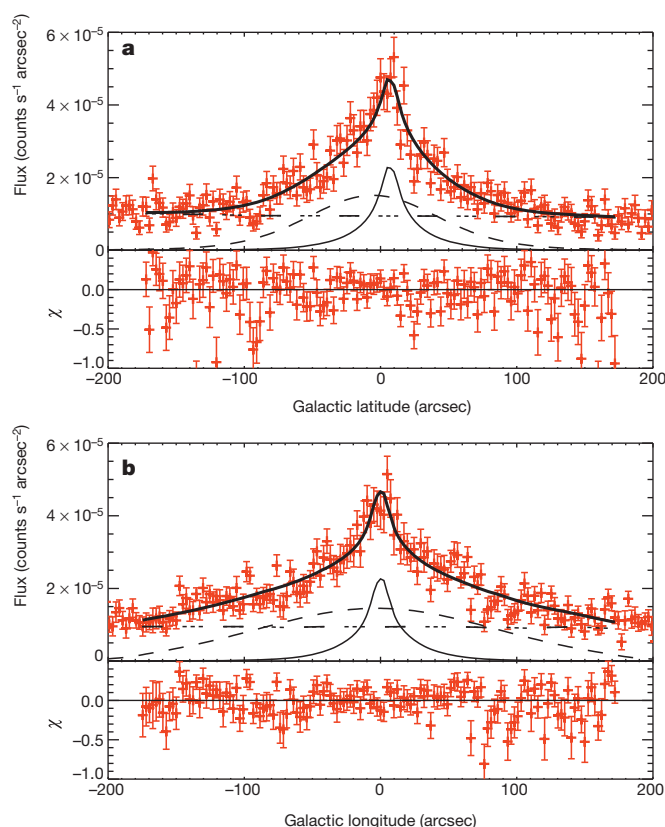 a
6 × 10⁻⁵
4 × 10⁻⁵
2 × 10⁻⁵
0
Flux (counts s⁻¹ arcsec⁻²)
0.0
−0.5
−1.0
χ
−200 −100 0 100 200
Galactic latitude (arcsec)
b
6 × 10⁻⁵
4 × 10⁻⁵
2 × 10⁻⁵
0
Flux (counts s⁻¹ arcsec⁻²)
0.0
−0.5
−1.0
χ
−200 −100 0 100 200
Galactic longitude (arcsec)